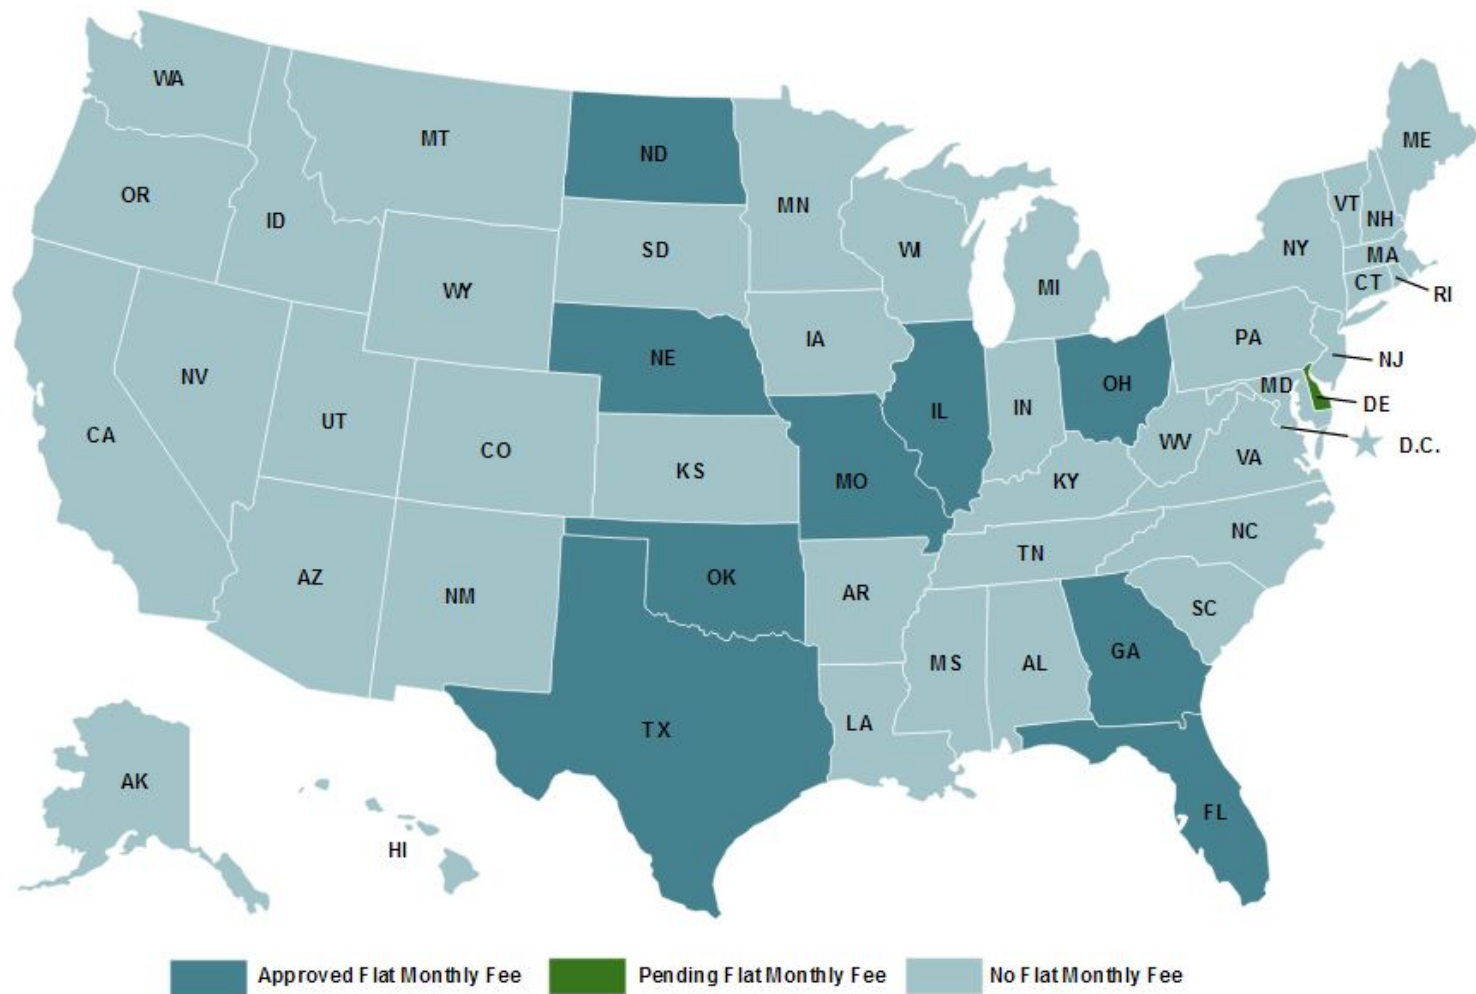 WA
MT
ND
ME
OR
ID
MN
VT
NH
SD
WI
NY
MA
WY
MI
CT
RI
IA
PA
NE
NJ
NV
OH
MD
IL
IN
DE
UT
CA
CO
WV
D.C.
KS
MO
KY
VA
NC
TN
AZ
OK
NM
AR
SC
MS
AL
GA
TX
LA
AK
FL
HI
Approved Flat Monthly Fee
Pending Flat Monthly Fee
No Flat Monthly Fee